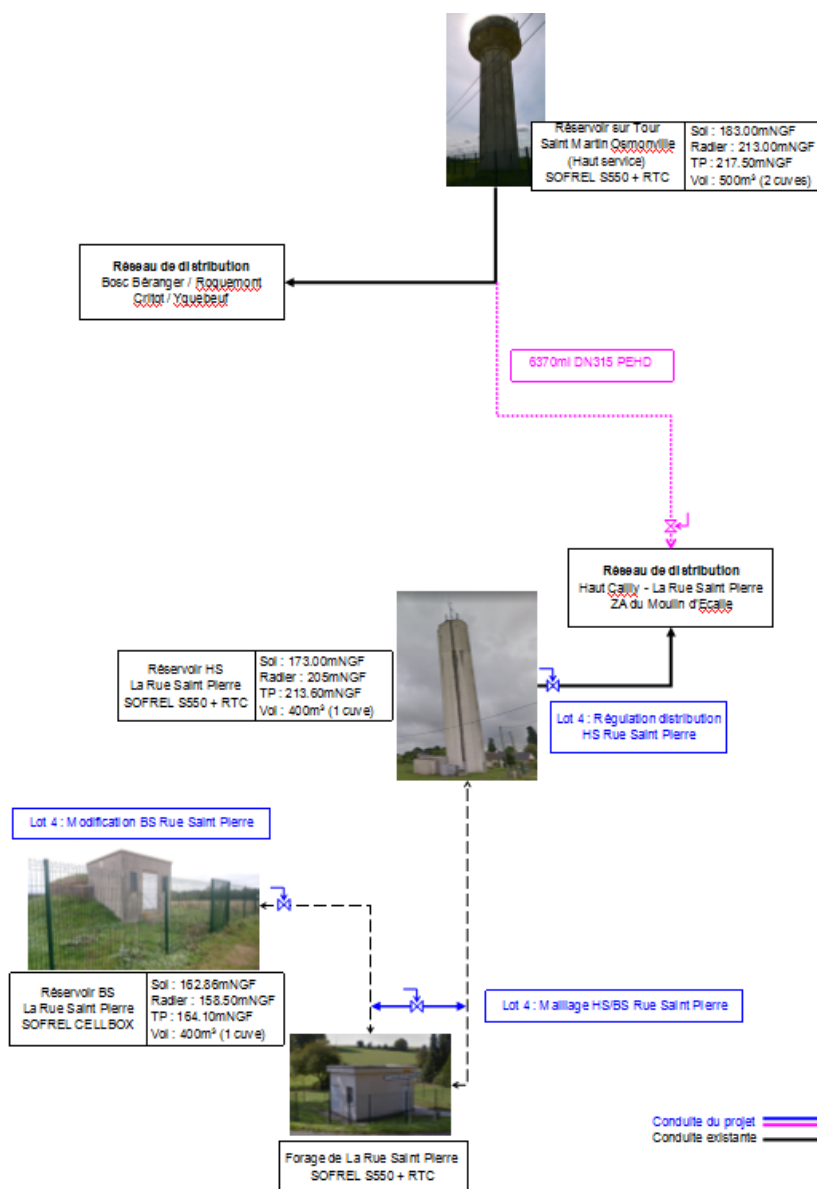 Réservoir sur Tour
Saint Martin Osmonville
(Haut service)
SOFREL S550 + RTC
Sol : 183.00mNGF
Radier : 213.00mNGF
TP : 217.50mNGF
Vol : 500m³ (2 cuves)
Réseau de distribution
Bosc Béranger / Roquemont
Critot / Yquebeuf
6370ml DN315 PEHD
Réseau de distribution
Haut Cailly - La Rue Saint Pierre
ZA du Moulin d'Ecalle
Réservoir HS
La Rue Saint Pierre
SOFREL S550 + RTC
Sol : 173.00mNGF
Radier : 205mNGF
TP : 213.60mNGF
Vol : 400m³ (1 cuve)
Lot 4 : Régulation distribution
HS Rue Saint Pierre
Lot 4 : Modification BS Rue Saint Pierre
Réservoir BS
La Rue Saint Pierre
SOFREL CELLBOX
Sol : 162.86mNGF
Radier : 158.50mNGF
TP : 164.10mNGF
Vol : 400m³ (1 cuve)
Lot 4 : Maillage HS/BS Rue Saint Pierre
Forage de La Rue Saint Pierre
SOFREL S550 + RTC
Conduite du projet
Conduite existante